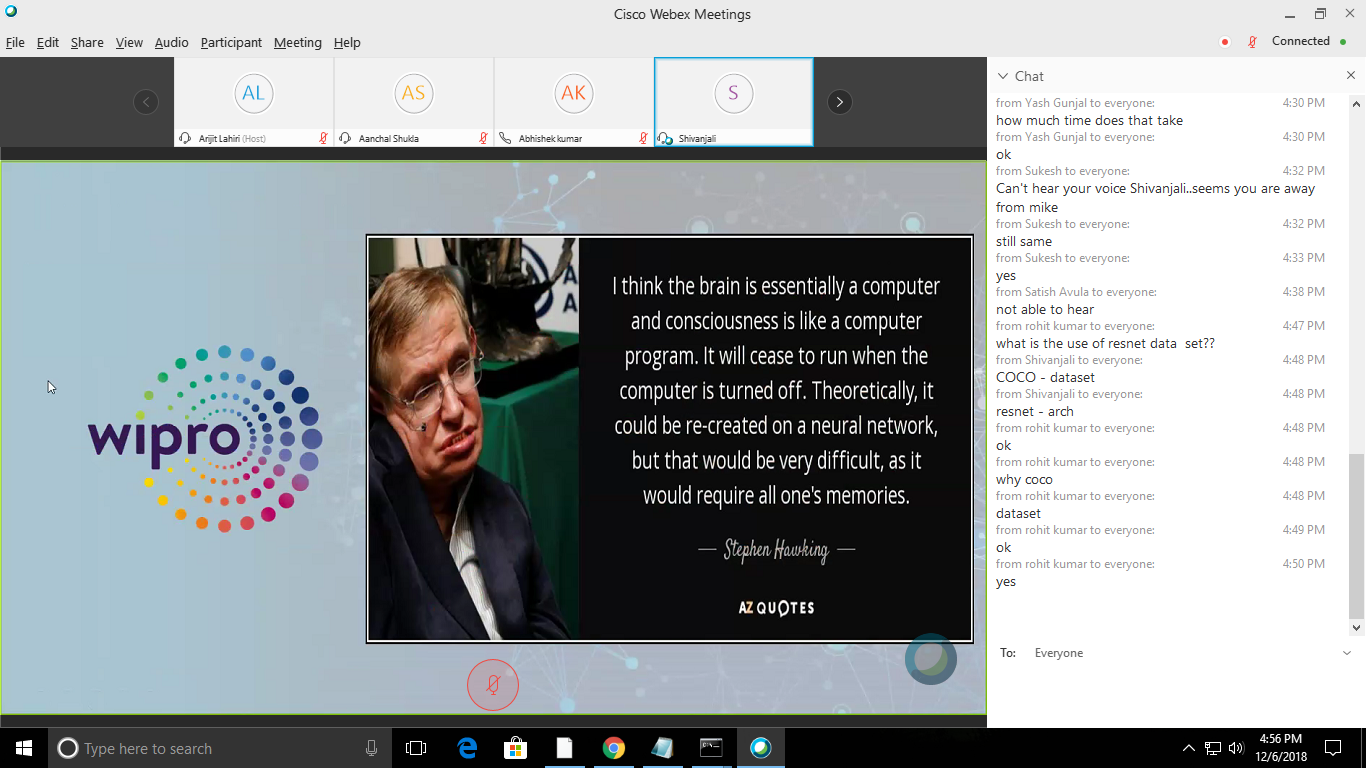 Cisco Webex Meetings
File Edit Share View Audio Participant Meeting Help
Connected
AL
AS
AK
S
Arijit Lahiri (Host)
Aanchal Shukla
Abhishek kumar
Shivanjali
wipro
I think the brain is essentially a computer
and consciousness is like a computer
program. It will cease to run when the
computer is turned off. Theoretically, it
could be re-created on a neural network,
but that would be very difficult, as it
would require all one's memories.
— Stephen Hawking —
AZ QUOTES
Chat
from Yash Gunjal to everyone: 4:30 PM
how much time does that take
from Yash Gunjal to everyone: 4:30 PM
ok
from Sukesh to everyone: 4:32 PM
Can't hear your voice Shivanjali..seems you are away
from mike
from Sukesh to everyone: 4:32 PM
still same
from Sukesh to everyone: 4:33 PM
yes
from Satish Avula to everyone: 4:38 PM
not able to hear
from rohit kumar to everyone: 4:47 PM
what is the use of resnet data set??
from Shivanjali to everyone: 4:48 PM
COCO - dataset
from Shivanjali to everyone: 4:48 PM
resnet - arch
from rohit kumar to everyone: 4:48 PM
ok
from rohit kumar to everyone: 4:48 PM
why coco
from rohit kumar to everyone: 4:48 PM
dataset
from rohit kumar to everyone: 4:49 PM
ok
from rohit kumar to everyone: 4:50 PM
yes
To: Everyone
Type here to search
4:56 PM
12/6/2018